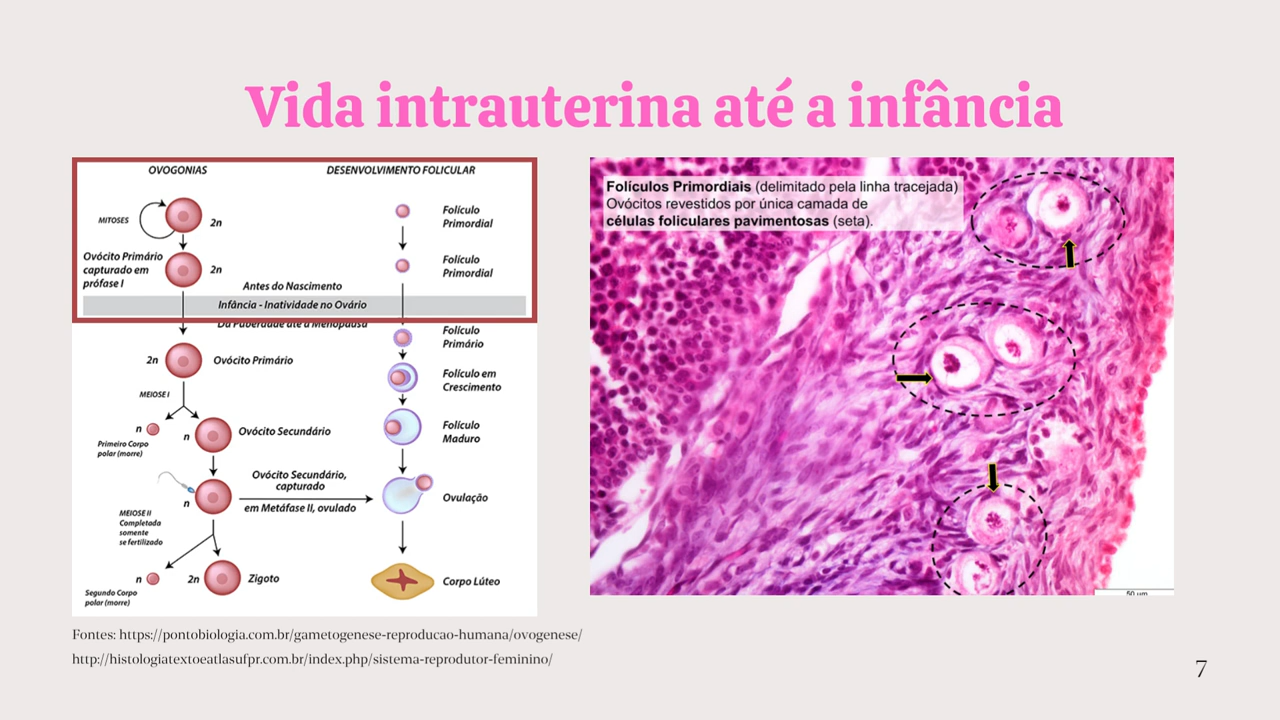 Vida intrauterina até a infância
OVOGONIAS
DESENVOLVIMENTO FOLICULAR
MITOSES
2n
Folículo
Primordial
Ovócito Primário
capturado em
prófase I
2n
Folículo
Primordial
Antes do Nascimento
Infância - Inatividade no Ovário
Da Puberdade até a Menopausa
Folículo
Primário
2n
Ovócito Primário
Folículo em
Crescimento
MEIOSE I
n
Primeiro Corpo
polar (morre)
n
Ovócito Secundário
Folículo
Maduro
Ovócito Secundário,
capturado
em Metáfase II, ovulado
n
Ovulação
MEIOSE II
Completada
somente
se fertilizado
n
Segundo Corpo
polar (morre)
2n
Zigoto
Corpo Lúteo
Folículos Primordiais (delimitado pela linha tracejada)
Ovócitos revestidos por única camada de
células foliculares pavimentosas (seta).
50 µm
Fontes: https://pontobiologia.com.br/gametogenese-reproducao-humana/ovogenese/
http://histologiatextoeatlasufpr.com.br/index.php/sistema-reprodutor-feminino/
7